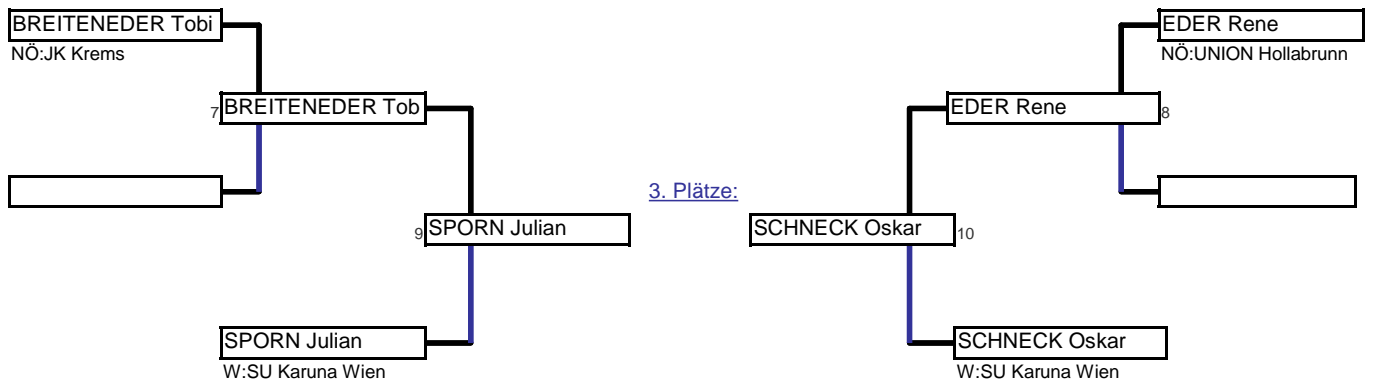 BREITENEDER Tobi
EDER Rene
NÖ:JK Krems
NÖ:UNION Hollabrunn
7 BREITENEDER Tob
EDER Rene 8
3. Plätze:
9 SPORN Julian
SCHNECK Oskar 10
SPORN Julian
SCHNECK Oskar
W:SU Karuna Wien
W:SU Karuna Wien